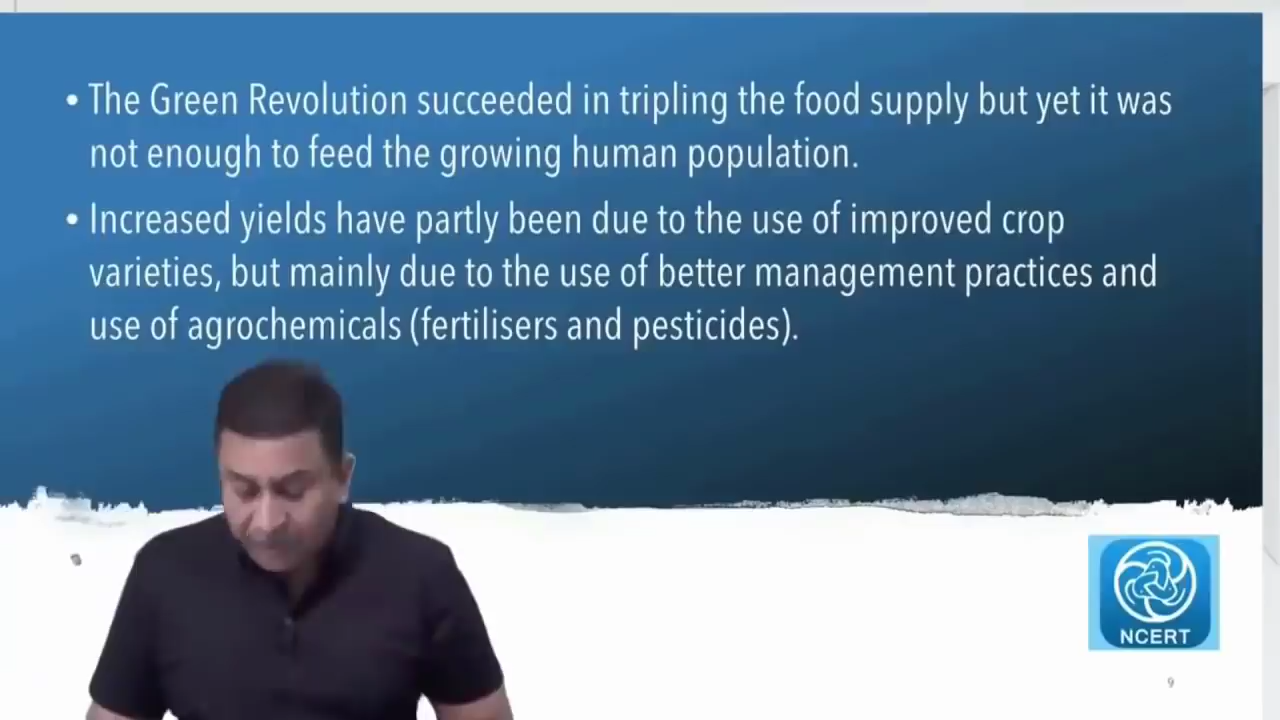 • The Green Revolution succeeded in tripling the food supply but yet it was
not enough to feed the growing human population.
• Increased yields have partly been due to the use of improved crop
varieties, but mainly due to the use of better management practices and
use of agrochemicals (fertilisers and pesticides).
NCERT
9